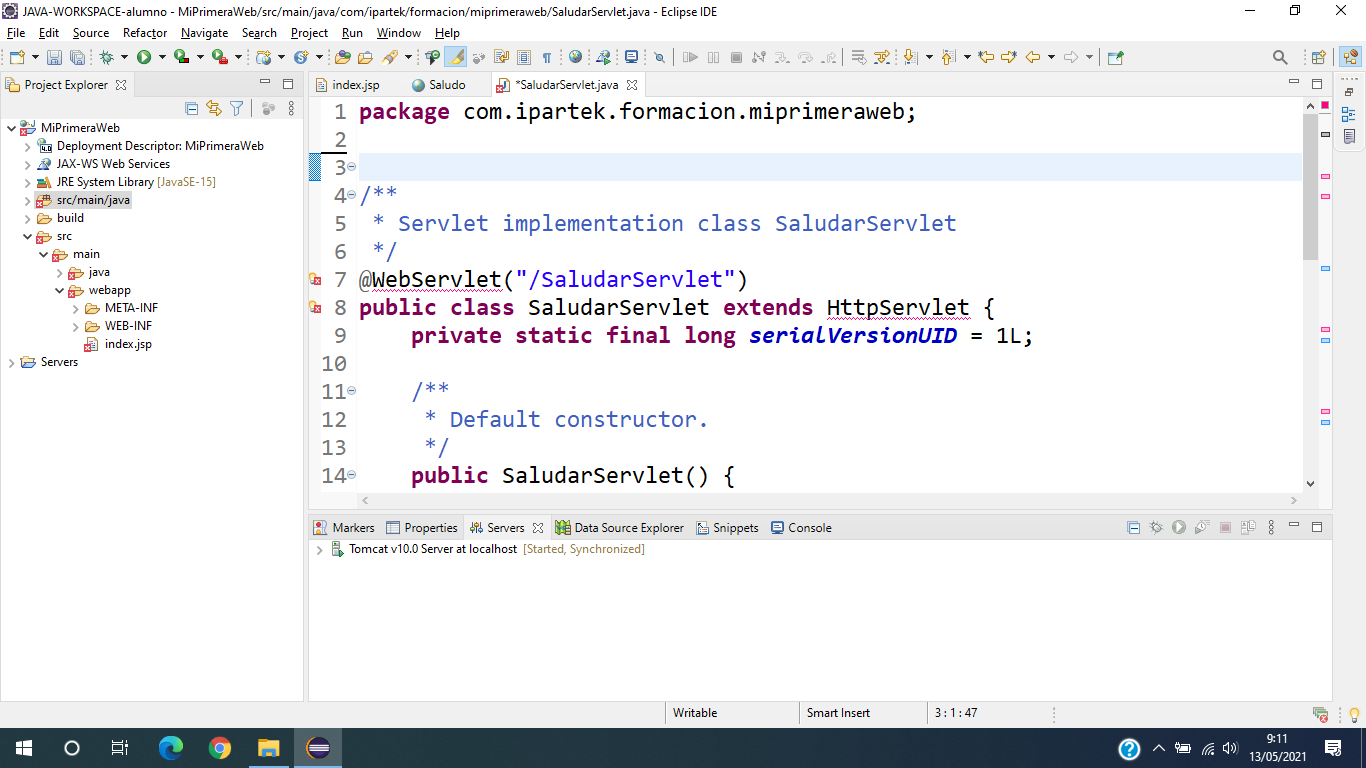 JAVA-WORKSPACE-alumno - MiPrimeraWeb/src/main/java/com/ipartek/formacion/miprimeraweb/SaludarServlet.java - Eclipse IDE
File Edit Source Refactor Navigate Search Project Run Window Help
Project Explorer
index.jsp Saludo *SaludarServlet.java
MiPrimeraWeb
Deployment Descriptor: MiPrimeraWeb
JAX-WS Web Services
JRE System Library [JavaSE-15]
src/main/java
build
src
main
java
webapp
META-INF
WEB-INF
index.jsp
Servers
1 package com.ipartek.formacion.miprimeraweb;
2
3
4 /**
5 * Servlet implementation class SaludarServlet
6 */
7 @WebServlet("/SaludarServlet")
8 public class SaludarServlet extends HttpServlet {
9 private static final long serialVersionUID = 1L;
10
11 /**
12 * Default constructor.
13 */
14 public SaludarServlet() {
Markers Properties Servers Data Source Explorer Snippets Console
Tomcat v10.0 Server at localhost [Started, Synchronized]
Writable Smart Insert 3 : 1 : 47
9:11
13/05/2021